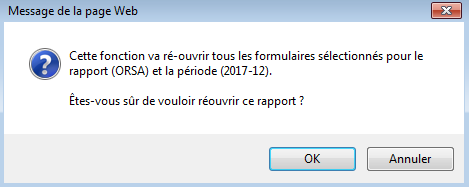 Message de la page Web
Cette fonction va ré-ouvrir tous les formulaires sélectionnés pour le
rapport (ORSA) et la période (2017-12).
Êtes-vous sûr de vouloir réouvrir ce rapport ?
OK
Annuler